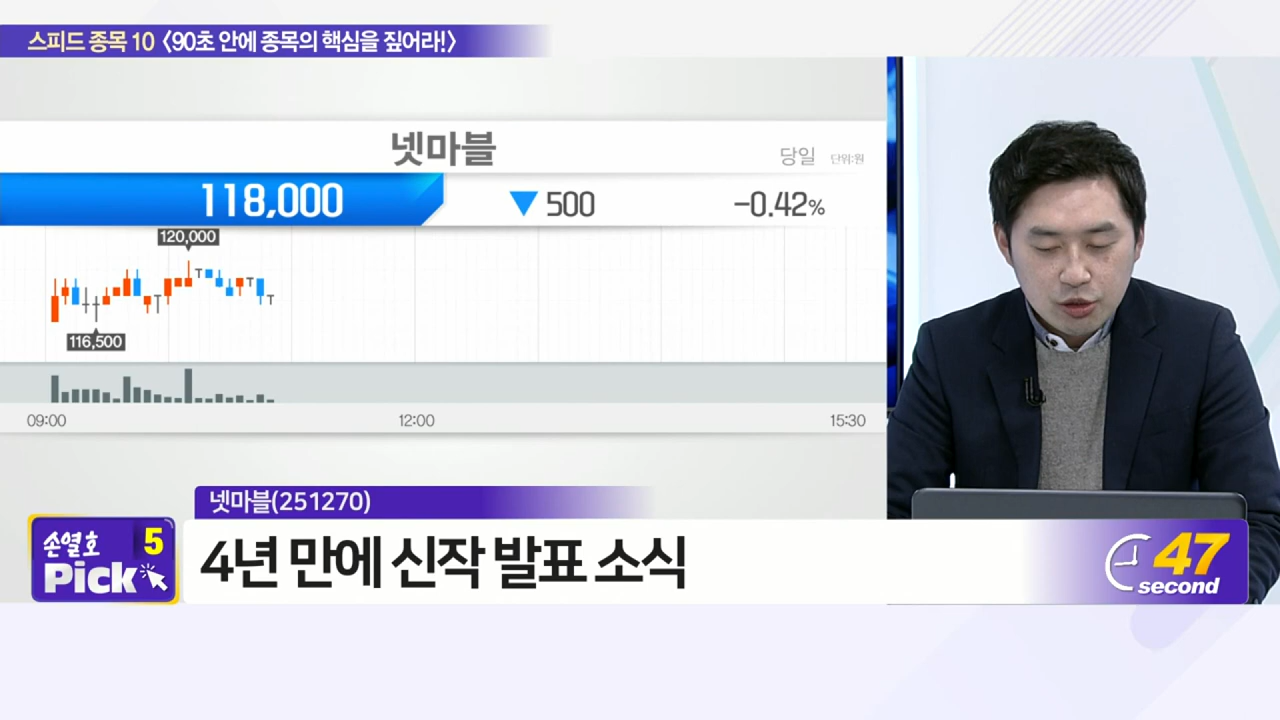 스피드 종목 10 <90초 안에 종목의 핵심을 짚어라!>
넷마블
당일 단위:원
118,000 ▼ 500 -0.42%
120,000
116,500
09:00 12:00 15:30
넷마블(251270)
손열호 5
Pick
4년 만에 신작 발표 소식
47
second